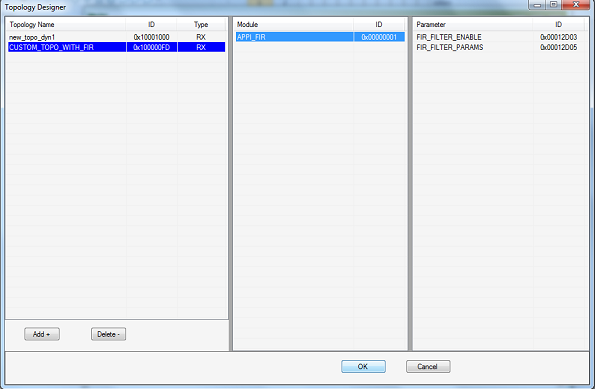 Topology Designer
Topology Name ID Type
new_topo_dyn1 0x10001000 RX
CUSTOM_TOPO_WITH_FIR 0x100000FD RX
Module ID
APPI_FIR 0x00000001
Parameter ID
FIR_FILTER_ENABLE 0x00012D03
FIR_FILTER_PARAMS 0x00012D05
Add +
Delete -
OK
Cancel